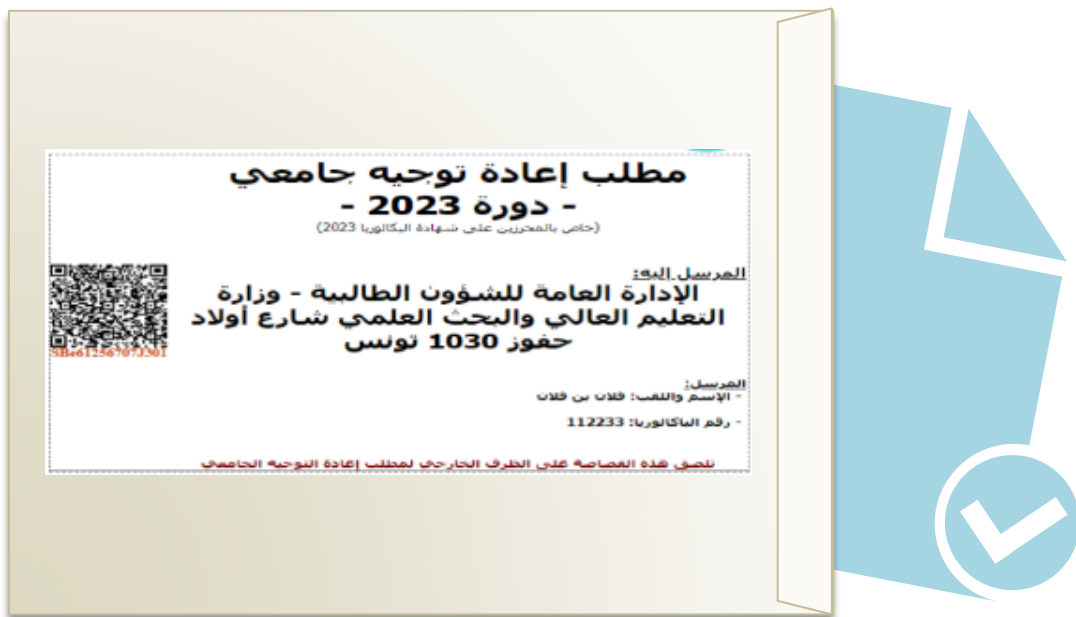 مطلب إعادة توجيه جامعي
- دورة 2023 -
(خاص بالمحرزين على شهادة البكالوريا 2023)
المرسل إليه:
الإدارة العامة للشؤون الطالبية - وزارة
التعليم العالي والبحث العلمي شارع أولاد
حفوز 1030 تونس
SBe61256707J301
المرسل:
- الإسم واللقب: فلان بن فلان
- رقم الباكالوريا: 112233
تلصق هذه القصاصة على الظرف الخارجي لمطلب إعادة التوجيه الجامعي